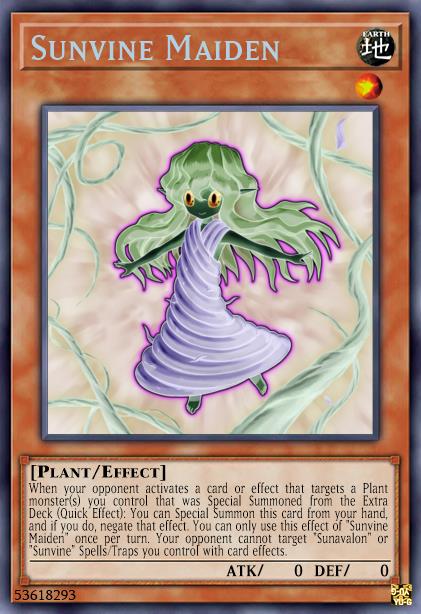 SUNVINE MAIDEN
EARTH
地
[PLANT/EFFECT]
When your opponent activates a card or effect that targets a Plant
monster(s) you control that was Special Summoned from the Extra
Deck (Quick Effect): You can Special Summon this card from your hand,
and if you do, negate that effect. You can only use this effect of "Sunvine
Maiden" once per turn. Your opponent cannot target "Sunavalon" or
"Sunvine" Spells/Traps you control with card effects.
ATK/ 0 DEF/ 0
53618293